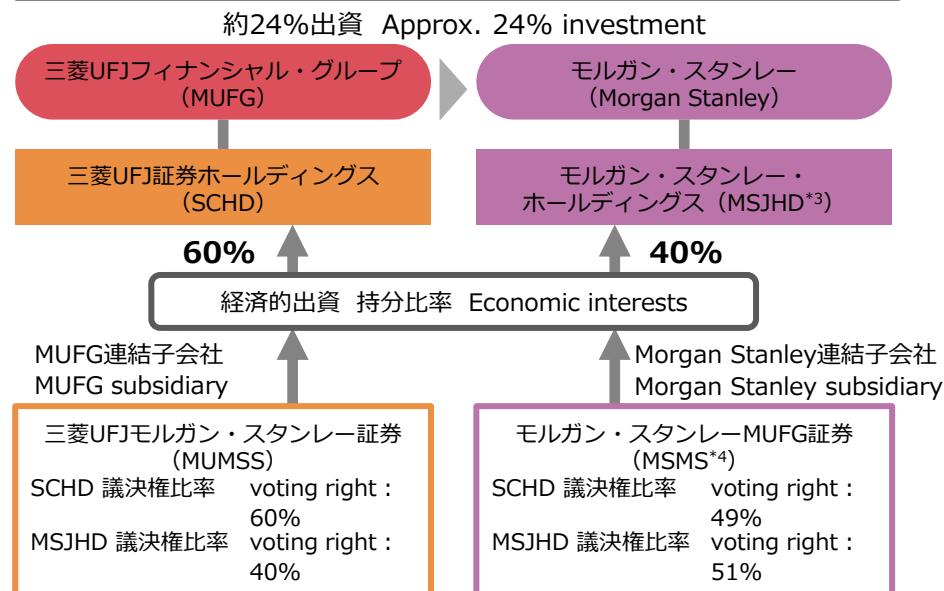 約24%出資 Approx. 24% investment
三菱UFJフィナンシャル・グループ
（MUFG）
モルガン・スタンレー
（Morgan Stanley）
三菱UFJ証券ホールディングス
（SCHD）
モルガン・スタンレー・
ホールディングス（MSJHD*3）
60%
40%
経済的出資 持分比率 Economic interests
MUFG連結子会社
MUFG subsidiary
Morgan Stanley連結子会社
Morgan Stanley subsidiary
三菱UFJモルガン・スタンレー証券
（MUMSS）
SCHD 議決権比率 voting right :
60%
MSJHD 議決権比率 voting right :
40%
モルガン・スタンレーMUFG証券
（MSMS*4）
SCHD 議決権比率 voting right :
49%
MSJHD 議決権比率 voting right :
51%